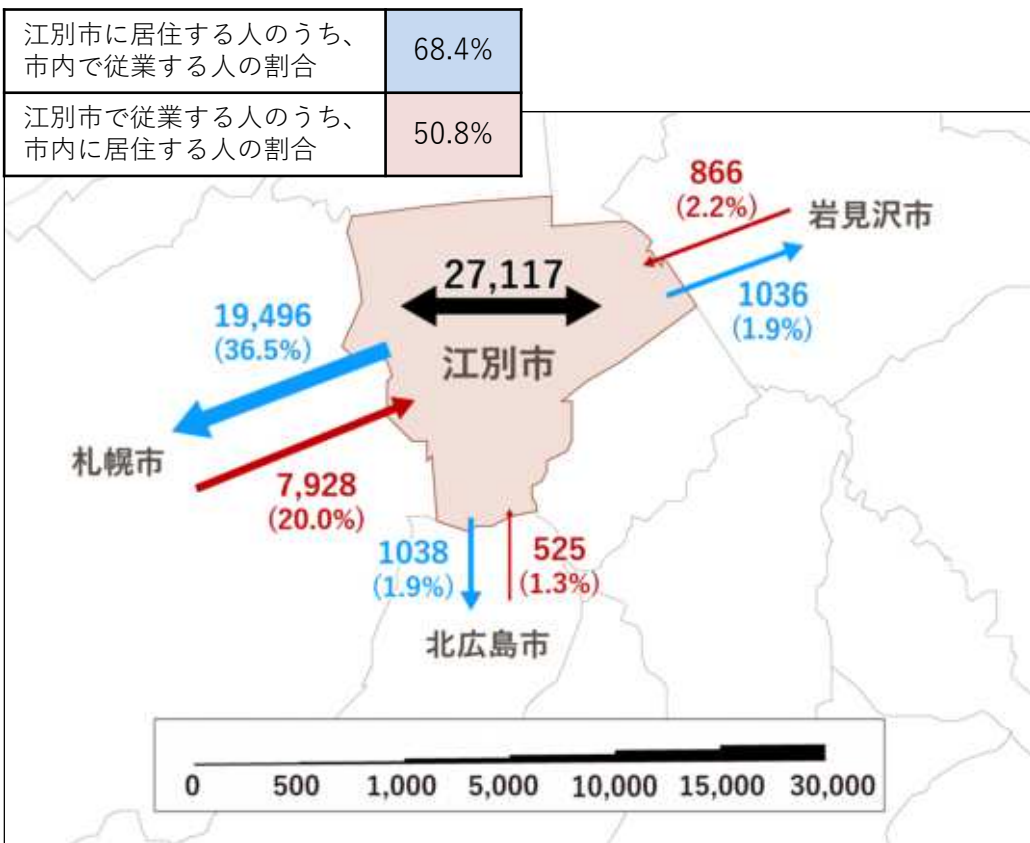 江別市に居住する人のうち、
市内で従業する人の割合
68.4%
江別市で従業する人のうち、
市内に居住する人の割合
50.8%
866
(2.2%)
岩見沢市
27,117
1036
(1.9%)
19,496
(36.5%)
江別市
札幌市
7,928
(20.0%)
1038
(1.9%)
525
(1.3%)
北広島市
0 500 1,000 5,000 10,000 15,000 30,000